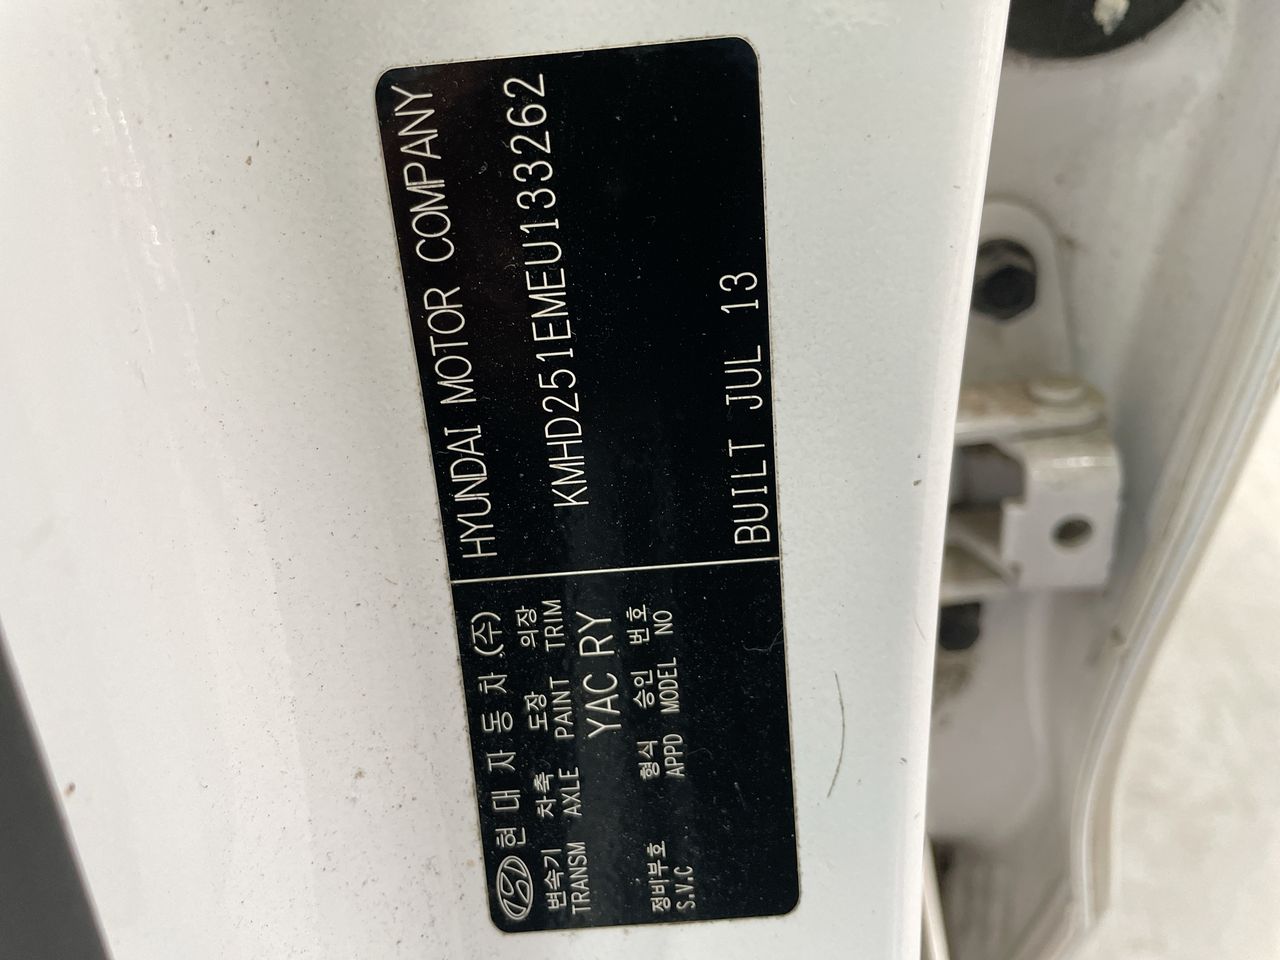 현대자동차(주)
HYUNDAI MOTOR COMPANY
변속기 차축 도장 의장
TRANSM AXLE PAINT TRIM
KMHD251EMEU133262
YAC RY
정비부호 형식 승인 번호
S.V.C APPD MODEL NO
BUILT JUL 13